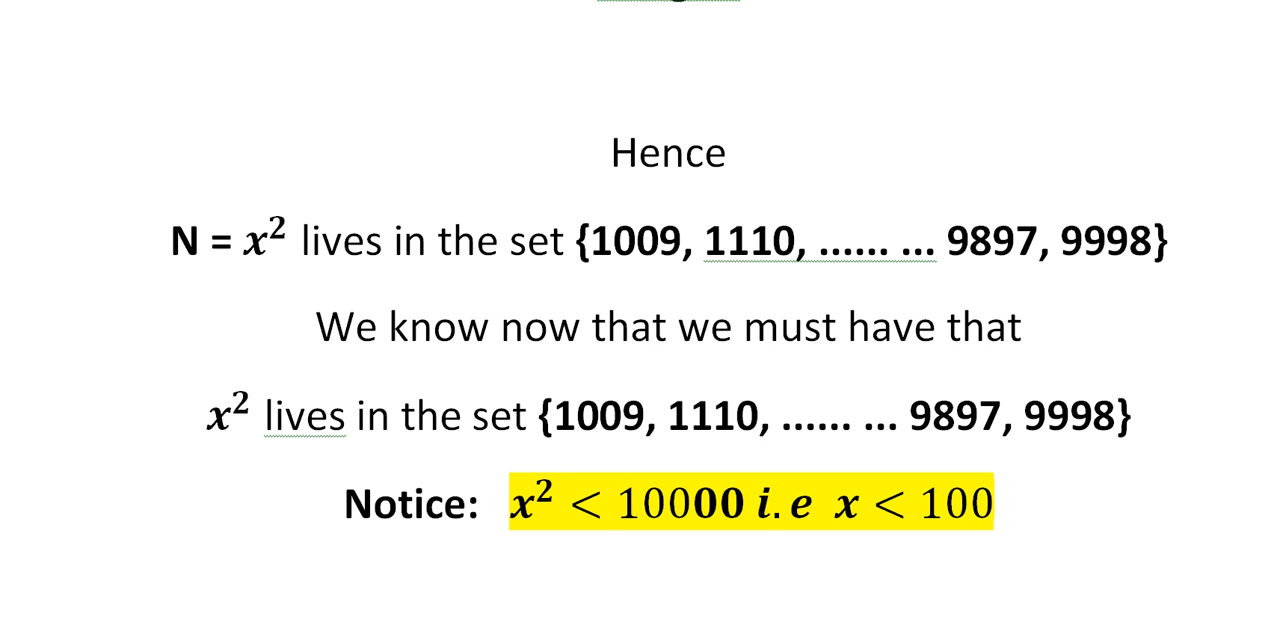 Hence
N = x² lives in the set {1009, 1110, ...... ... 9897, 9998}
We know now that we must have that
x² lives in the set {1009, 1110, ...... ... 9897, 9998}
Notice: x² < 10000 i.e x < 100